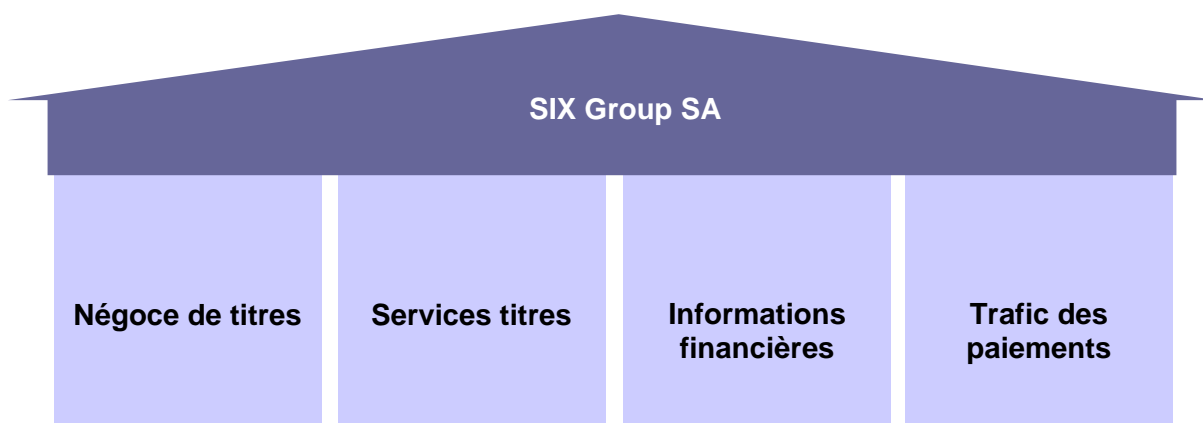 SIX Group SA
Négoce de titres
Services titres
Informations
financières
Trafic des
paiements